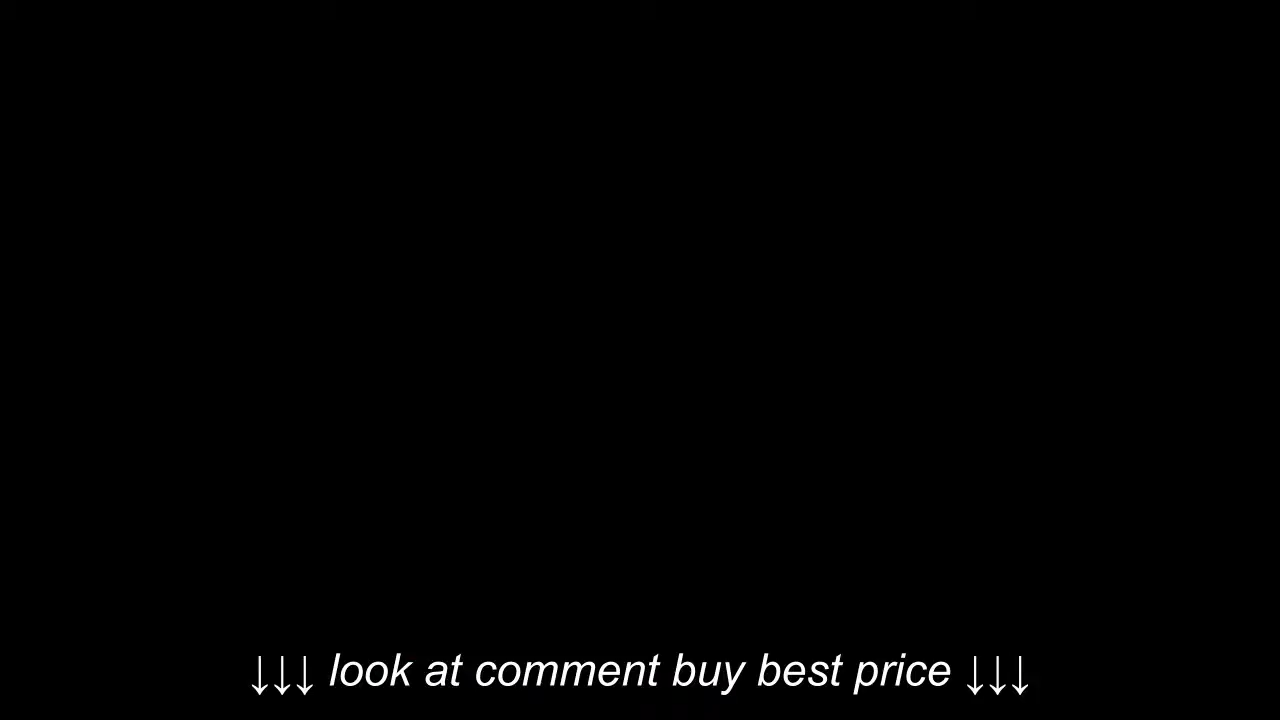 ↓↓↓ look at comment buy best price ↓↓↓